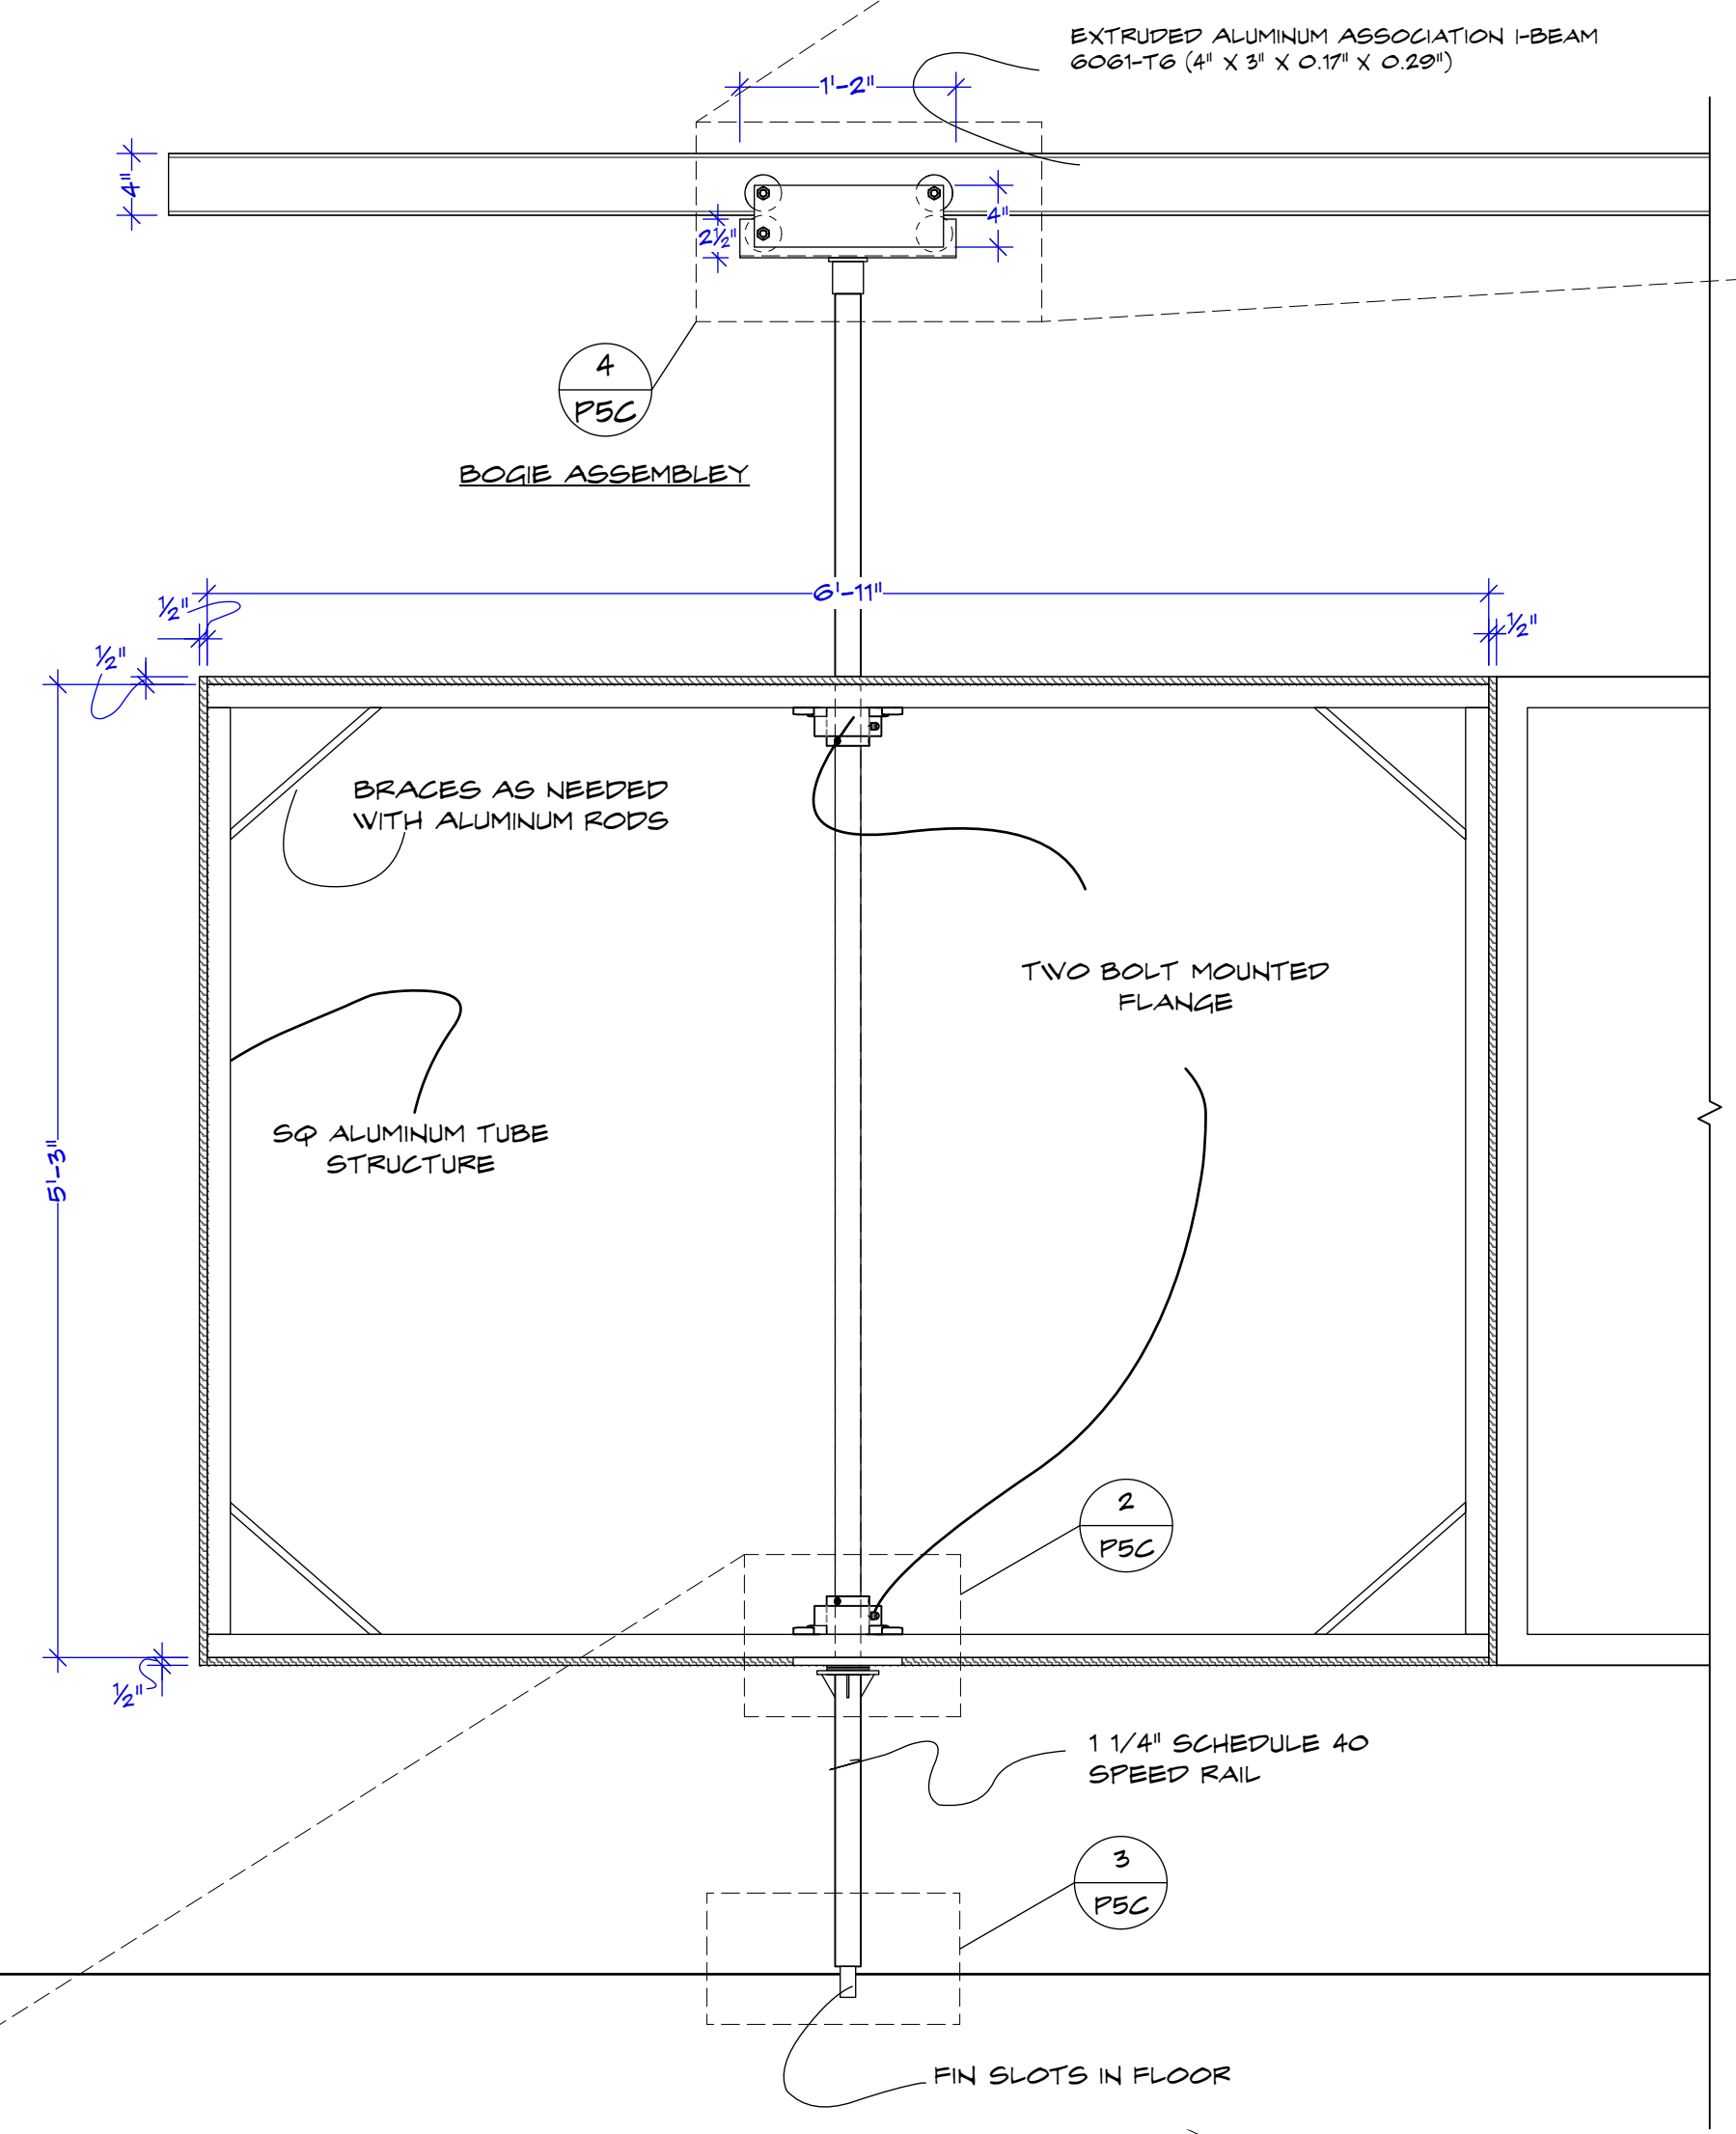 EXTRUDED ALUMINUM ASSOCIATION I-BEAM
6061-T6 (4" X 3" X 0.17" X 0.29")
1'-2"
4"
4"
2½"
4
P5C
BOGIE ASSEMBLEY
6'-11"
½"
½"
½"
BRACES AS NEEDED
WITH ALUMINUM RODS
TWO BOLT MOUNTED
FLANGE
SQ ALUMINUM TUBE
STRUCTURE
5'-3"
2
P5C
½"
1 1/4" SCHEDULE 40
SPEED RAIL
3
P5C
FIN SLOTS IN FLOOR